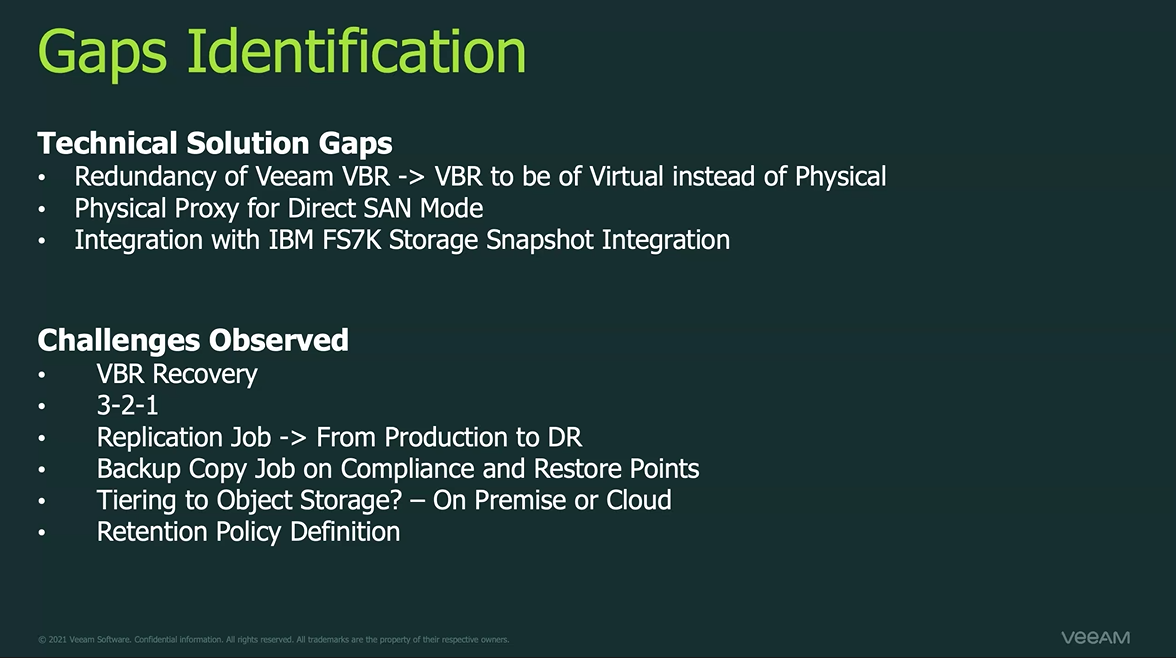 Gaps Identification
Technical Solution Gaps
• Redundancy of Veeam VBR -> VBR to be of Virtual instead of Physical
• Physical Proxy for Direct SAN Mode
• Integration with IBM FS7K Storage Snapshot Integration
Challenges Observed
• VBR Recovery
• 3-2-1
• Replication Job -> From Production to DR
• Backup Copy Job on Compliance and Restore Points
• Tiering to Object Storage? – On Premise or Cloud
• Retention Policy Definition
© 2021 Veeam Software. Confidential information. All rights reserved. All trademarks are the property of their respective owners.
veeam